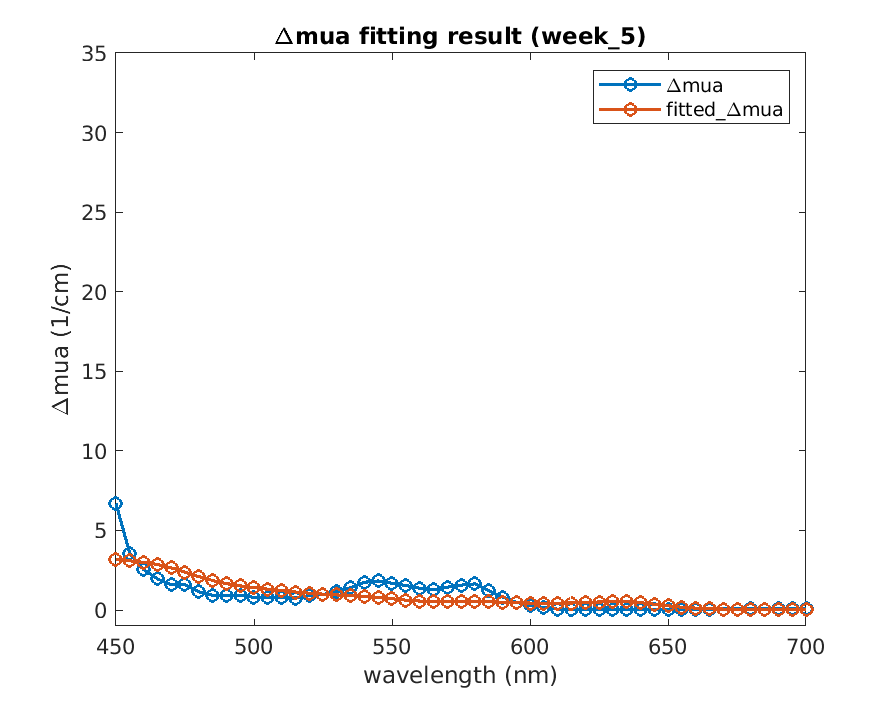 Δmua fitting result (week_5)
Δmua
fitted_Δmua
Δmua (1/cm)
35
30
25
20
15
10
5
0
450 500 550 600 650 700
wavelength (nm)